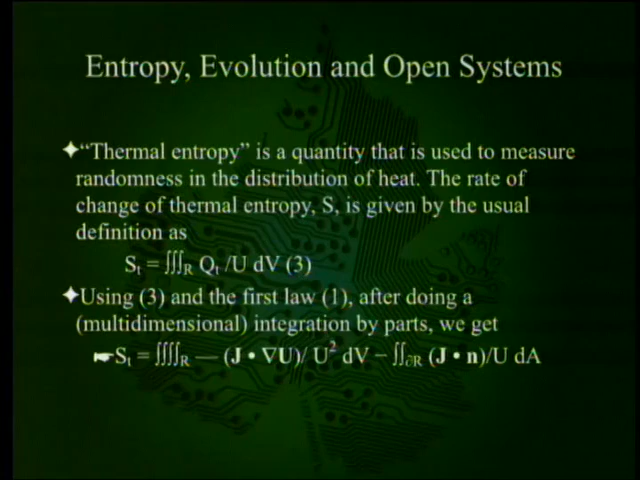 Entropy, Evolution and Open Systems
✦“Thermal entropy” is a quantity that is used to measure
randomness in the distribution of heat. The rate of
change of thermal entropy, S, is given by the usual
definition as
Sₜ = ∭R Qₜ /U dV (3)
✦Using (3) and the first law (1), after doing a
(multidimensional) integration by parts, we get
☛Sₜ = ∫∫∫∫R — (J • ∇U)/ U² dV − ∬∂R (J • n)/U dA